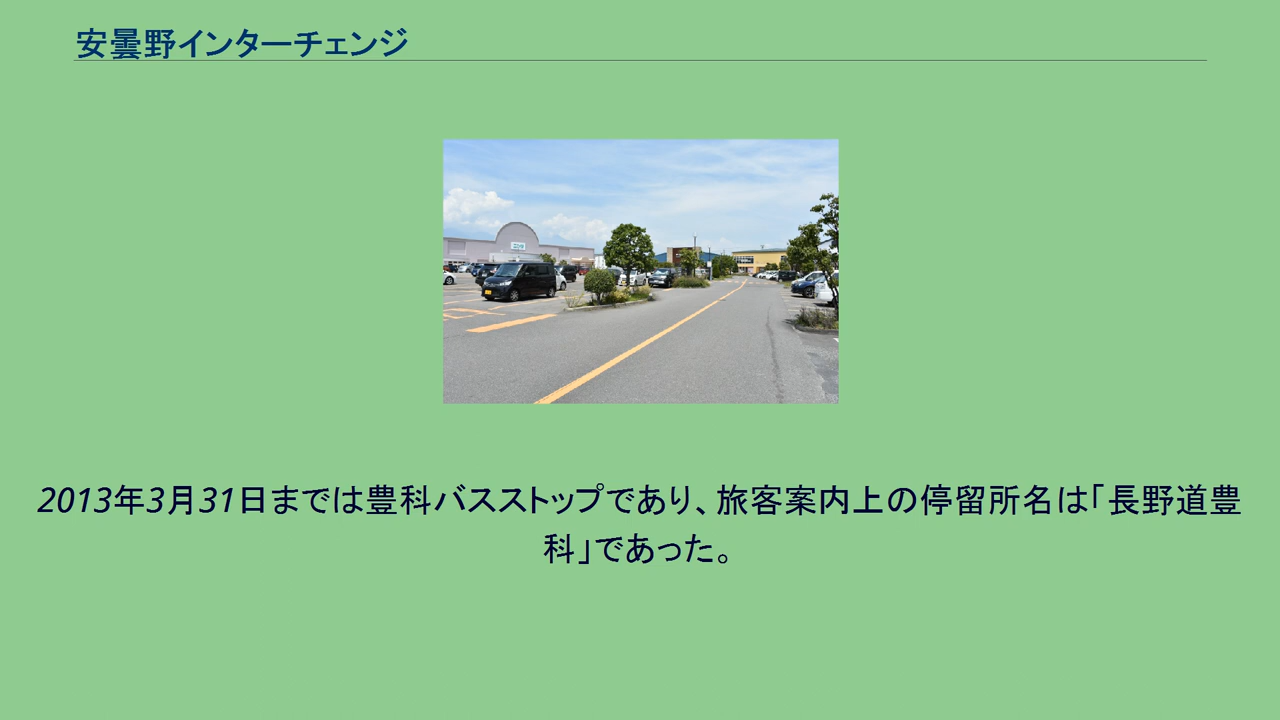 安曇野インターチェンジ
2013年3月31日までは豊科バスストップであり、旅客案内上の停留所名は「長野道豊
科」であった。